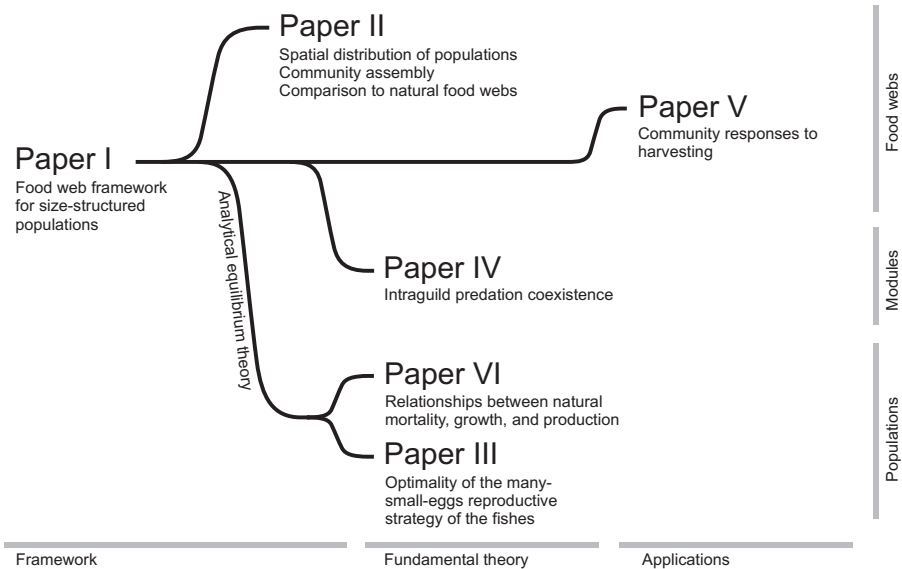 Paper II
Spatial distribution of populations
Community assembly
Comparison to natural food webs
Paper V
Community responses to
harvesting
Paper I
Food web framework
for size-structured
populations
Analytical equilibrium theory
Paper IV
Intraguild predation coexistence
Paper VI
Relationships between natural
mortality, growth, and production
Paper III
Optimality of the many-
small-eggs reproductive
strategy of the fishes
Food webs
Modules
Populations
Framework
Fundamental theory
Applications